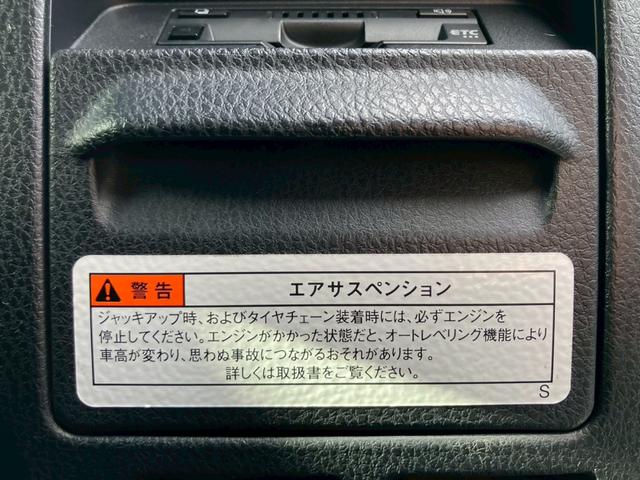 ETC
警告 エアサスペンション
ジャッキアップ時、およびタイヤチェーン装着時には、必ずエンジンを
停止してください。エンジンがかかった状態だと、オートレベリング機能により
車高が変わり、思わぬ事故につながるおそれがあります。
詳しくは取扱書をご覧ください。
S